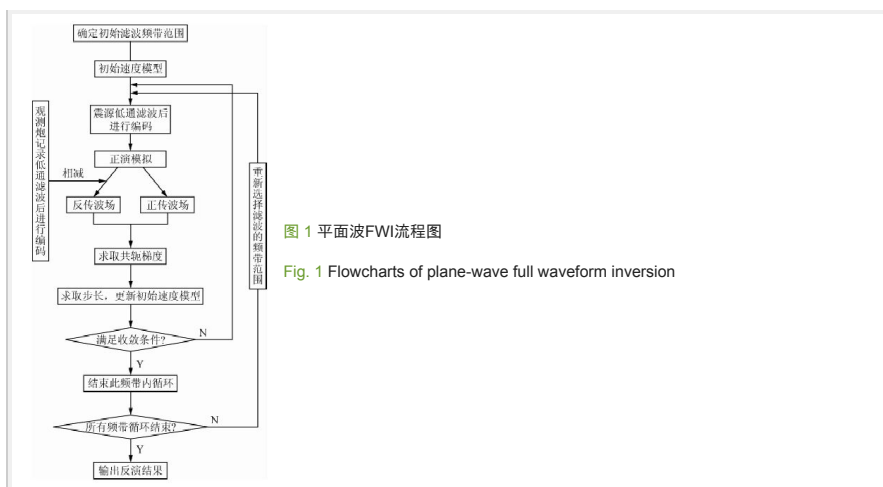 确定初始滤波频带范围
初始速度模型
震源低通滤波后
进行编码
观测炮记录低通滤波后进行编码
正演模拟
相减
反传波场
正传波场
重新选择滤波的频带范围
求取共轭梯度
求取步长，更新初始速度模型
满足收敛条件?
N
Y
结束此频带内循环
所有频带循环结束?
N
Y
输出反演结果
图 1 平面波FWI流程图
Fig. 1 Flowcharts of plane-wave full waveform inversion